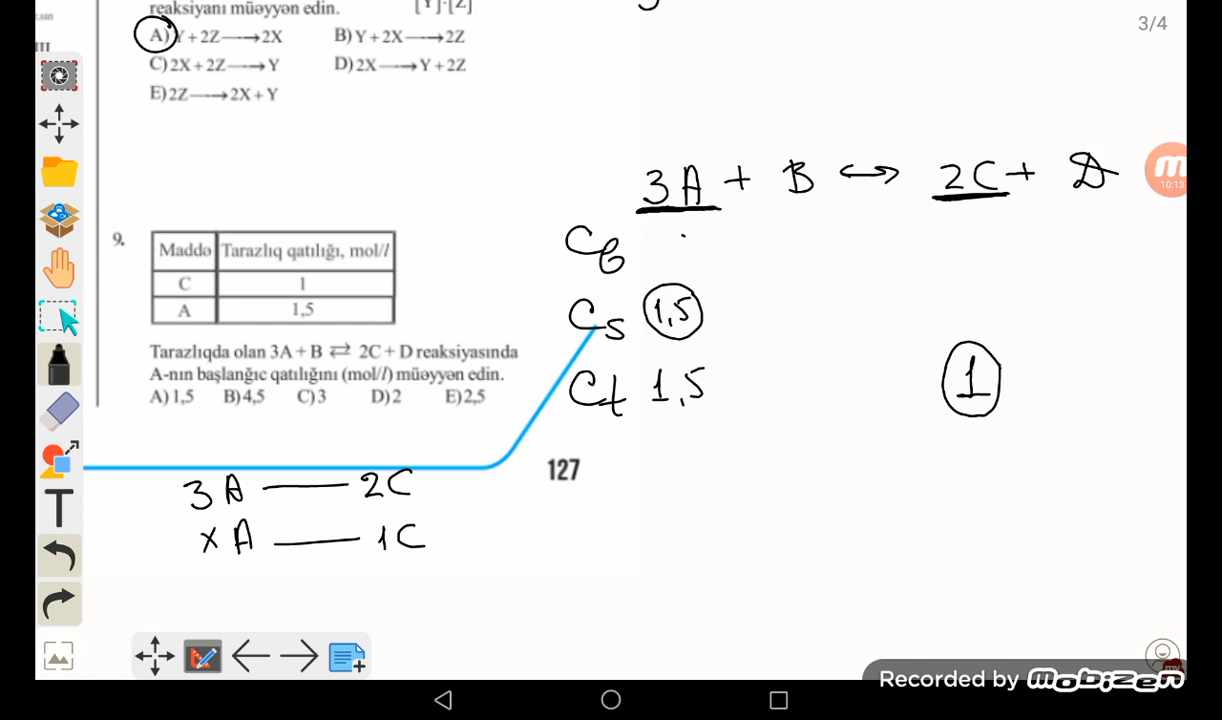 reaksiyanı müəyyən edin. [Y]·[Z]
A) Y + 2Z ⟶ 2X B) Y + 2X ⟶ 2Z
C) 2X + 2Z ⟶ Y D) 2X ⟶ Y + 2Z
E) 2Z ⟶ 2X + Y
9.
Maddə Tarazlıq qatılığı, mol/l
C 1
A 1,5
Tarazlıqda olan 3A + B ⇄ 2C + D reaksiyasında
A-nın başlanğıc qatılığını (mol/l) müəyyən edin.
A) 1,5 B) 4,5 C) 3 D) 2 E) 2,5
127
3A — 2C
xA — 1C
3/4
3A + B ↔ 2C + D
Cb
Cs 1,5
Ct 1,5 1
10:13
T
Recorded by mobizen